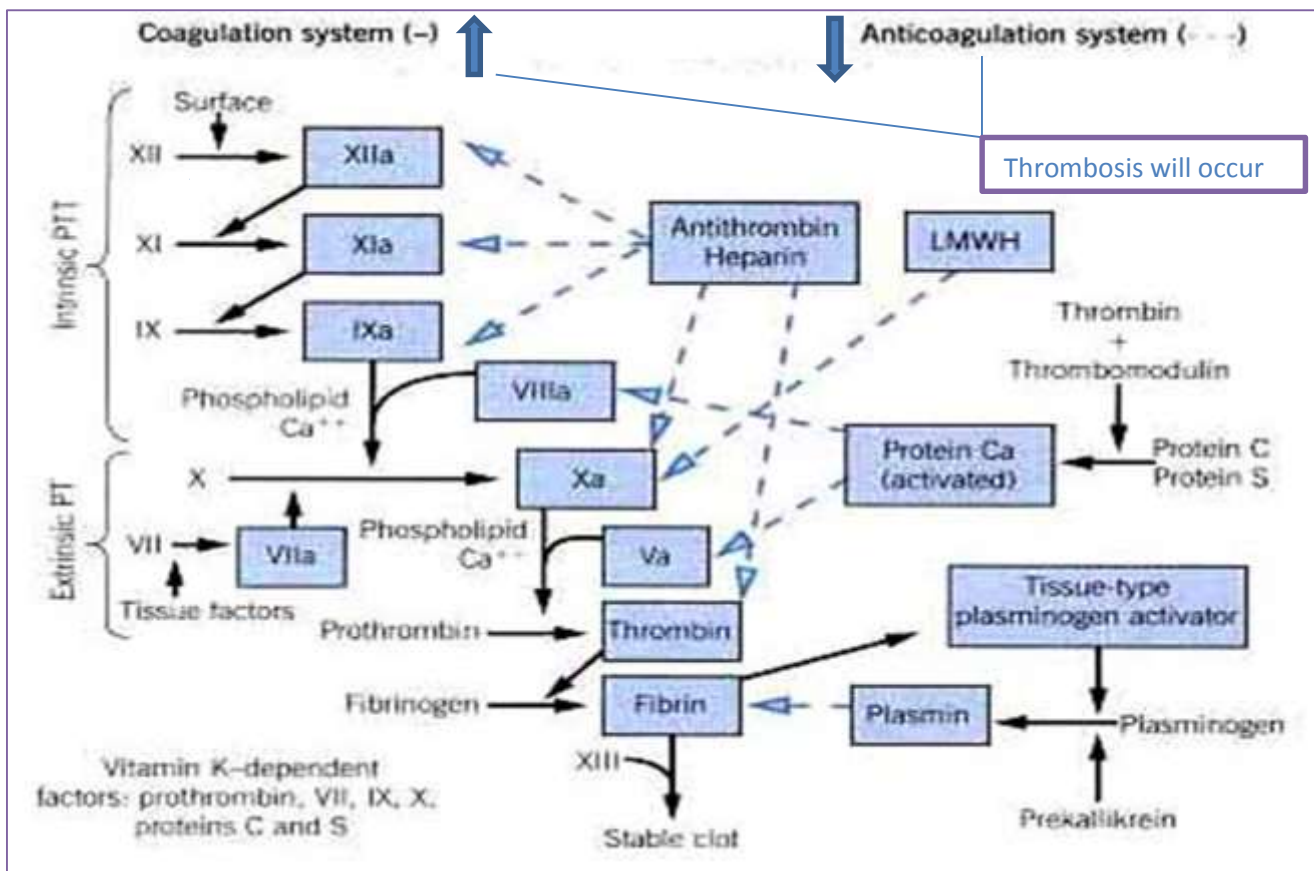 Coagulation system (–)
Anticoagulation system (- - -)
Thrombosis will occur
Surface
XII
XIIa
XI
XIa
IX
IXa
Intrinsic PTT
Antithrombin
Heparin
LMWH
Thrombin
+
Thrombomodulin
Phospholipid
Ca++
VIIIa
Protein Ca
(activated)
Protein C
Protein S
X
Xa
Extrinsic PT
VII
VIIa
Tissue factors
Phospholipid
Ca++
Va
Prothrombin
Thrombin
Tissue-type
plasminogen activator
Fibrinogen
Fibrin
Plasmin
Plasminogen
XIII
Stable clot
Prekallikrein
Vitamin K–dependent
factors: prothrombin, VII, IX, X,
proteins C and S